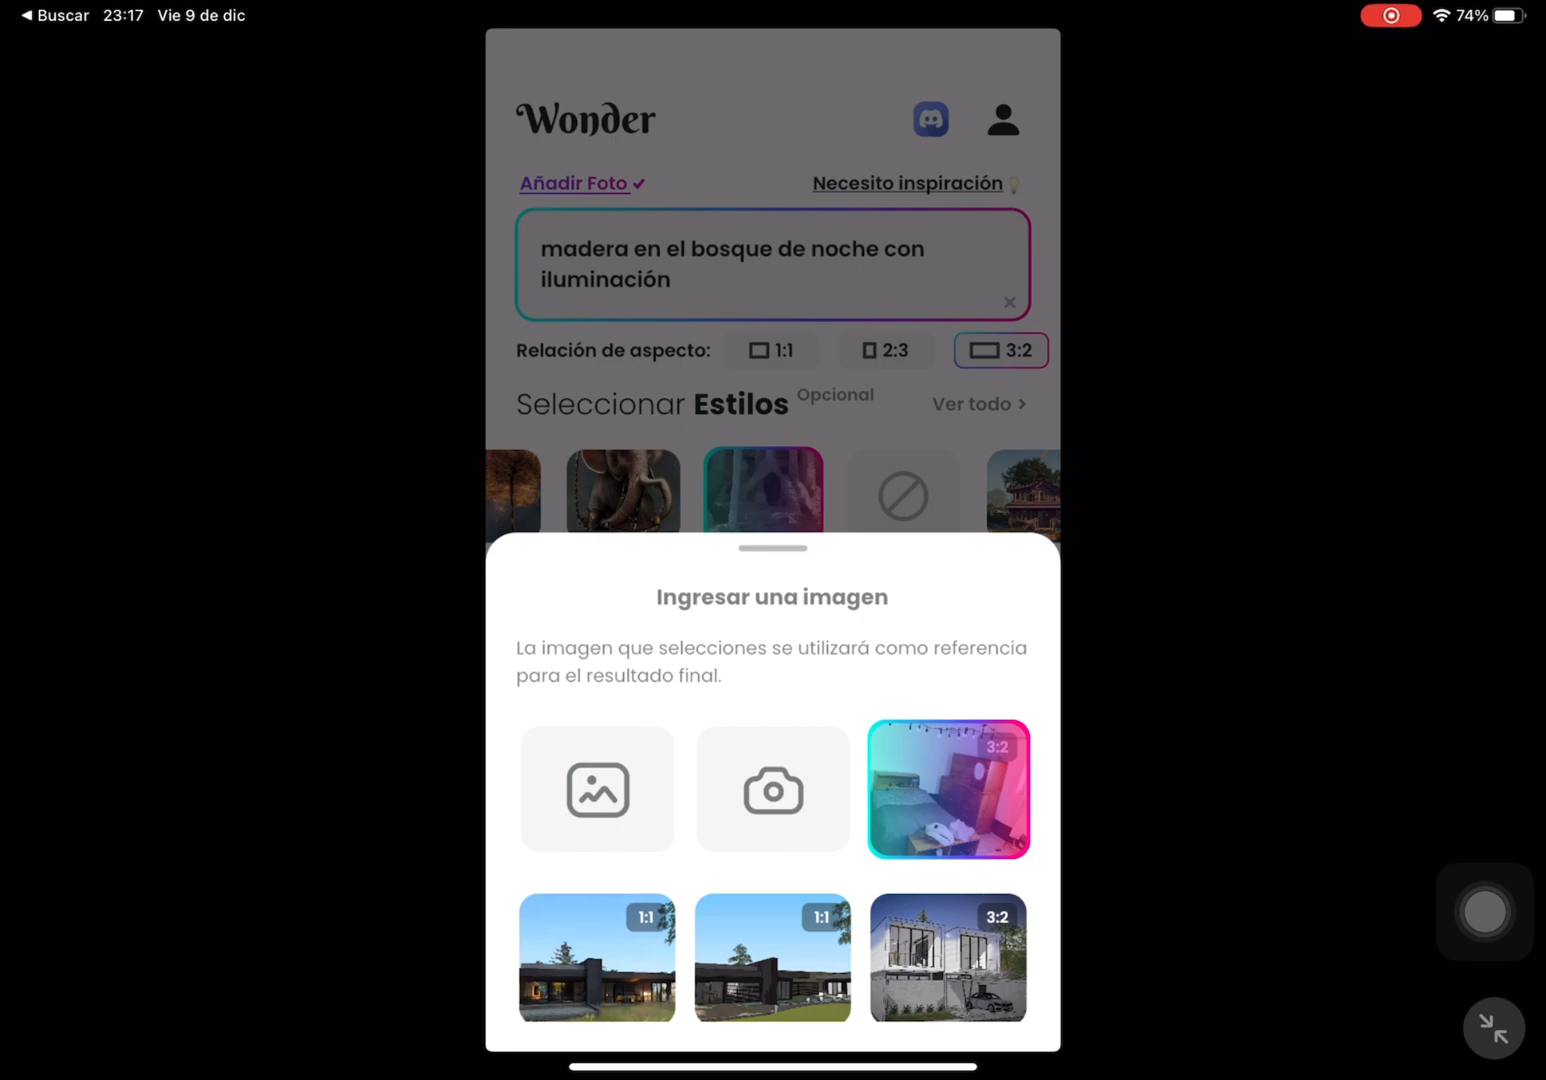 Buscar 23:17 Vie 9 de dic
74%
Wonder
Añadir Foto
Necesito inspiración
madera en el bosque de noche con
iluminación
Relación de aspecto: 1:1 2:3 3:2
Seleccionar Estilos Opcional
Ver todo
Ingresar una imagen
La imagen que selecciones se utilizará como referencia
para el resultado final.
3:2
1:1
1:1
3:2